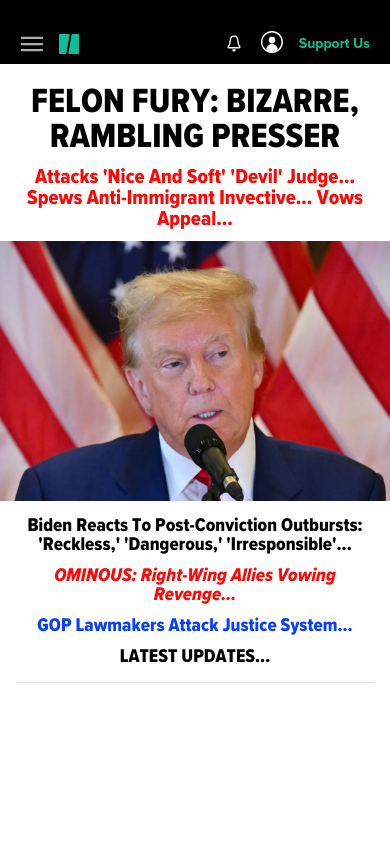 Support Us
FELON FURY: BIZARRE,
RAMBLING PRESSER
Attacks 'Nice And Soft' 'Devil' Judge...
Spews Anti-Immigrant Invective... Vows
Appeal...
Biden Reacts To Post-Conviction Outbursts:
'Reckless,' 'Dangerous,' 'Irresponsible'...
OMINOUS: Right-Wing Allies Vowing
Revenge...
GOP Lawmakers Attack Justice System...
LATEST UPDATES...